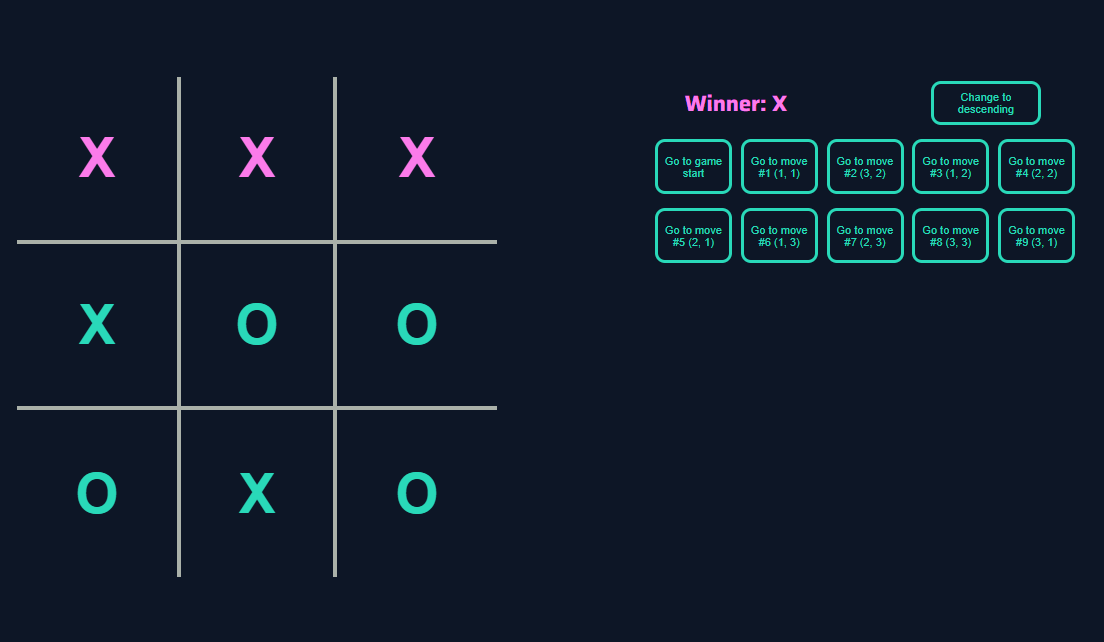 X X X
X O O
O X O
Winner: X
Change to
descending
Go to game
start
Go to move
#1 (1, 1)
Go to move
#2 (3, 2)
Go to move
#3 (1, 2)
Go to move
#4 (2, 2)
Go to move
#5 (2, 1)
Go to move
#6 (1, 3)
Go to move
#7 (2, 3)
Go to move
#8 (3, 3)
Go to move
#9 (3, 1)